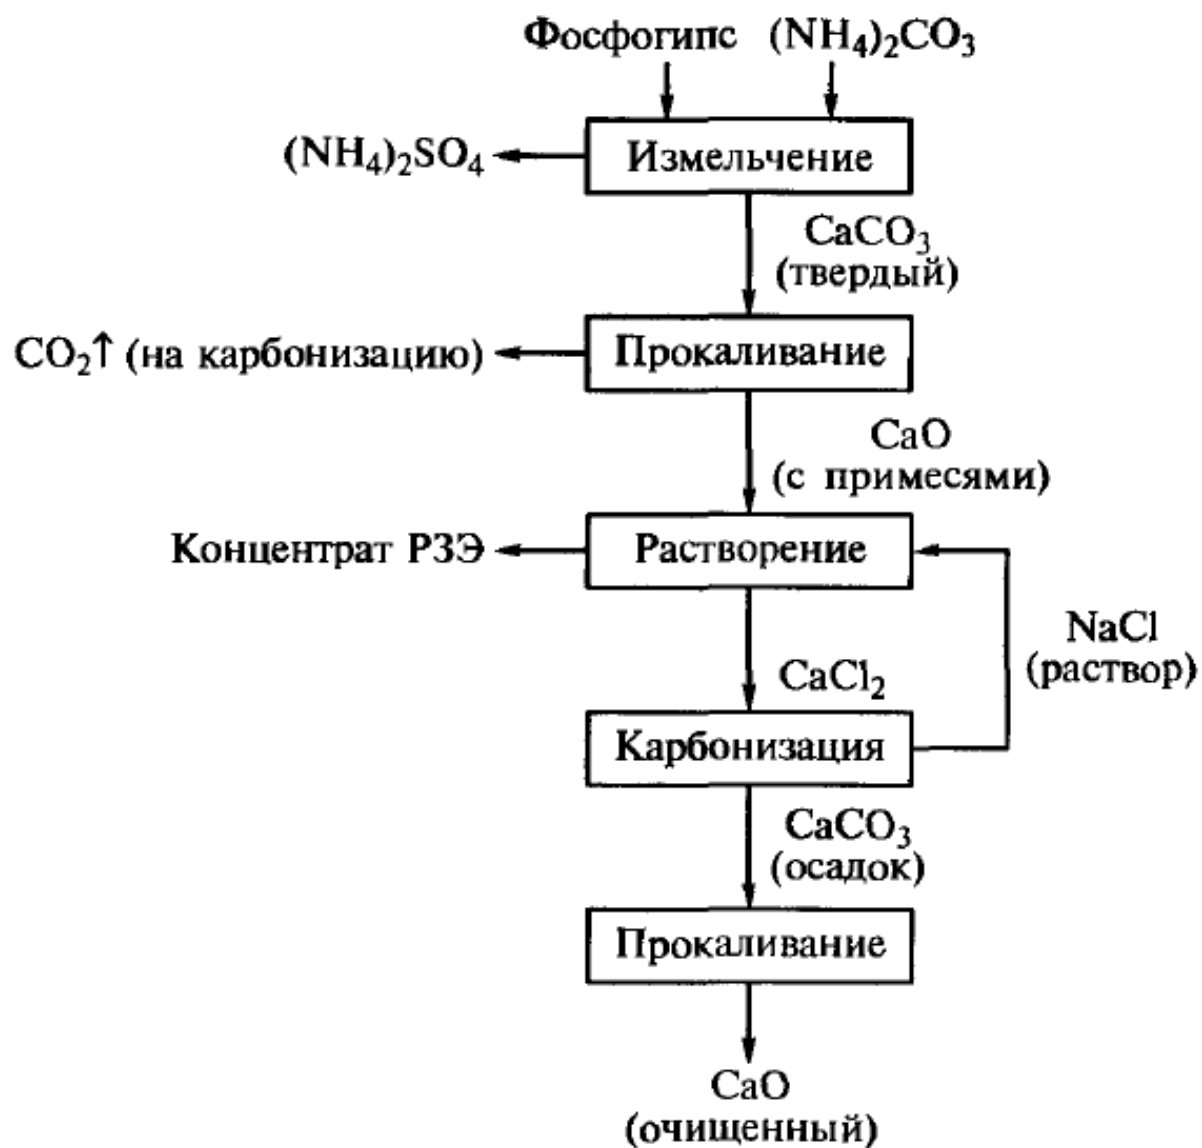 Фосфогипс (NH₄)₂CO₃
Измельчение
(NH₄)₂SO₄
CaCO₃
(твердый)
Прокаливание
CO₂↑ (на карбонизацию)
CaO
(с примесями)
Растворение
Концентрат РЗЭ
NaCl
(раствор)
CaCl₂
Карбонизация
CaCO₃
(осадок)
Прокаливание
CaO
(очищенный)